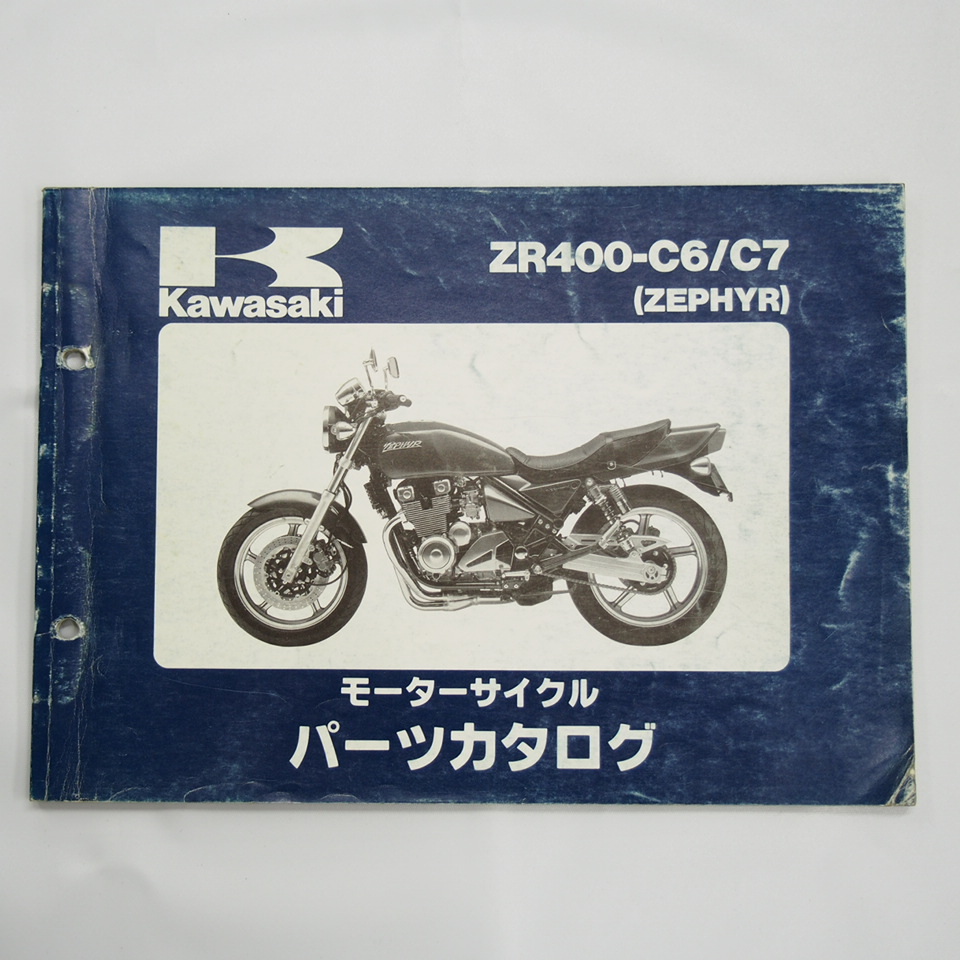 Kawasaki
ZR400-C6/C7
(ZEPHYR)
ZEPHYR
モーターサイクル
パーツカタログ